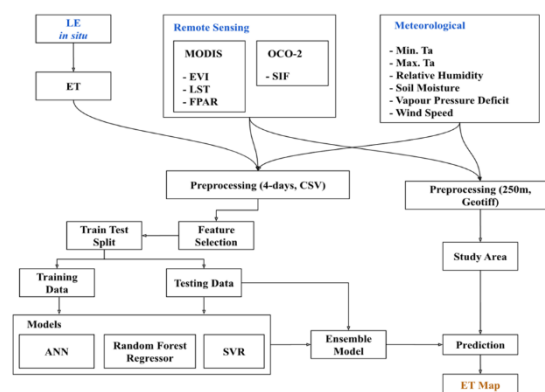 LE
in situ
ET
Remote Sensing
MODIS
- EVI
- LST
- FPAR
OCO-2
- SIF
Meteorological
- Min. Ta
- Max. Ta
- Relative Humidity
- Soil Moisture
- Vapour Pressure Deficit
- Wind Speed
Preprocessing (4-days, CSV)
Preprocessing (250m,
Geotiff)
Train Test
Split
Feature
Selection
Study Area
Training
Data
Testing Data
Models
ANN
Random Forest
Regressor
SVR
Ensemble
Model
Prediction
ET Map